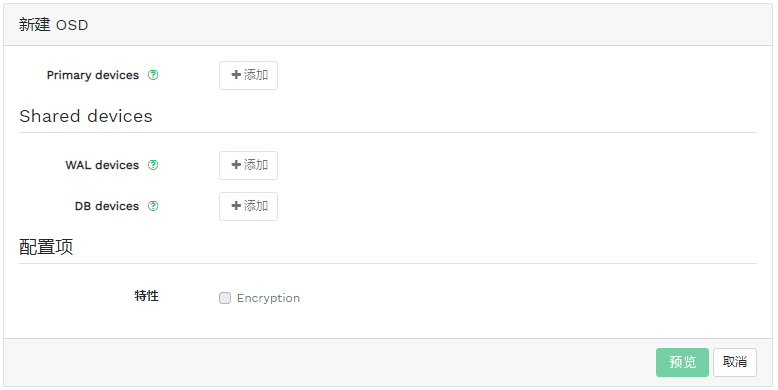 新建 OSD
Primary devices
添加
Shared devices
WAL devices
添加
DB devices
添加
配置项
特性
Encryption
预览 取消